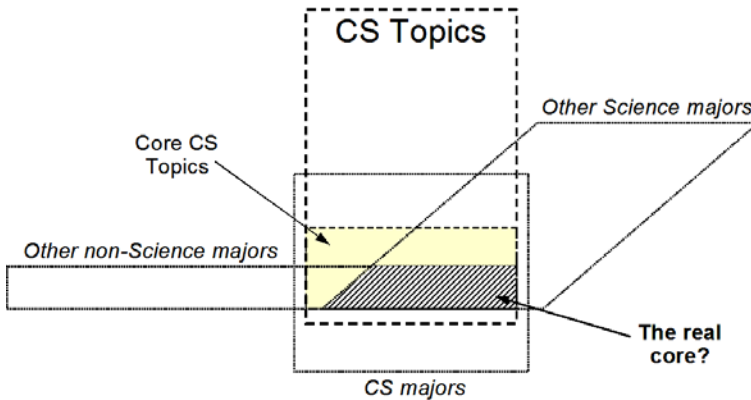 CS Topics
Other Science majors
Core CS
Topics
Other non-Science majors
The real
core?
CS majors